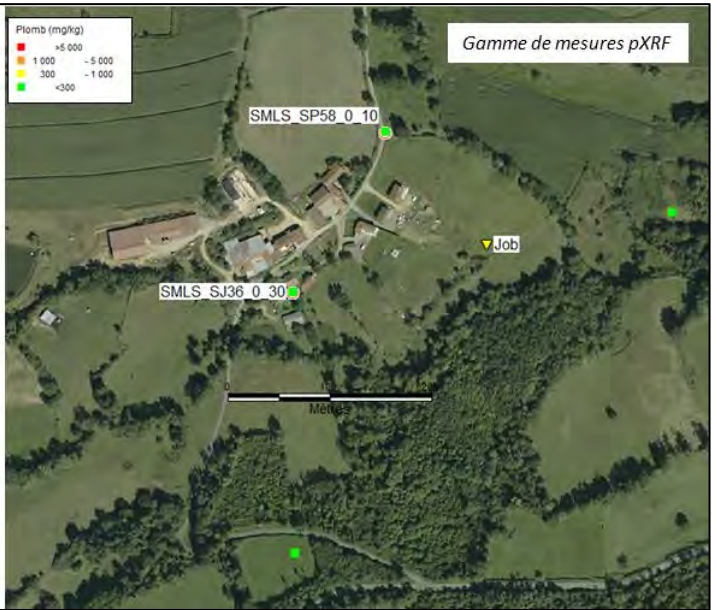 Plomb (mg/kg)
>5 000
1 000 - 5 000
300 - 1 000
<300
Gamme de mesures pXRF
SMLS_SP58_0_10
Job
SMLS_SJ36_0_30
0
Mètres